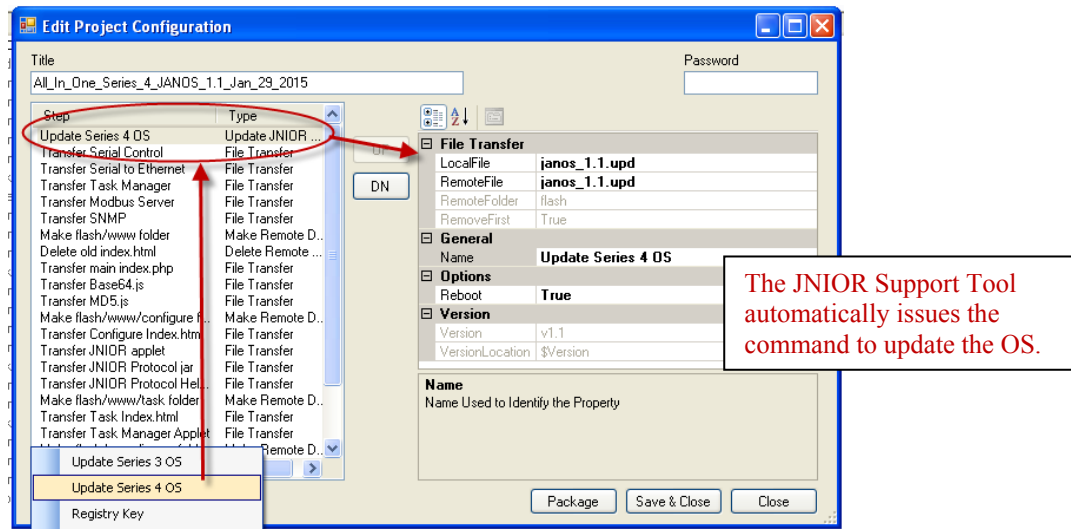 Edit Project Configuration
Title
Password
All_In_One_Series_4_JANOS_1.1_Jan_29_2015
Step Type
Update Series 4 OS Update JNIOR ...
Transfer Serial Control File Transfer
Transfer Serial to Ethernet File Transfer
Transfer Task Manager File Transfer
Transfer Modbus Server File Transfer
Transfer SNMP File Transfer
Make flash/www folder Make Remote D..
Delete old index.html Delete Remote ...
Transfer main index.php File Transfer
Transfer Base64.js File Transfer
Transfer MD5.js File Transfer
Make flash/www/configure f... Make Remote D..
Transfer Configure Index.html File Transfer
Transfer JNIOR applet File Transfer
Transfer JNIOR Protocol jar File Transfer
Transfer JNIOR Protocol Hel... File Transfer
Make flash/www/task folder Make Remote D..
Transfer Task Index.html File Transfer
Transfer Task Manager Applet File Transfer
Remote D..
Update Series 3 OS
Update Series 4 OS
Registry Key
UP
DN
File Transfer
LocalFile janos_1.1.upd
RemoteFile janos_1.1.upd
RemoteFolder flash
RemoveFirst True
General
Name Update Series 4 OS
Options
Reboot True
Version
Version v1.1
VersionLocation $Version
Name
Name Used to Identify the Property
Package Save & Close Close
The JNIOR Support Tool
automatically issues the
command to update the OS.